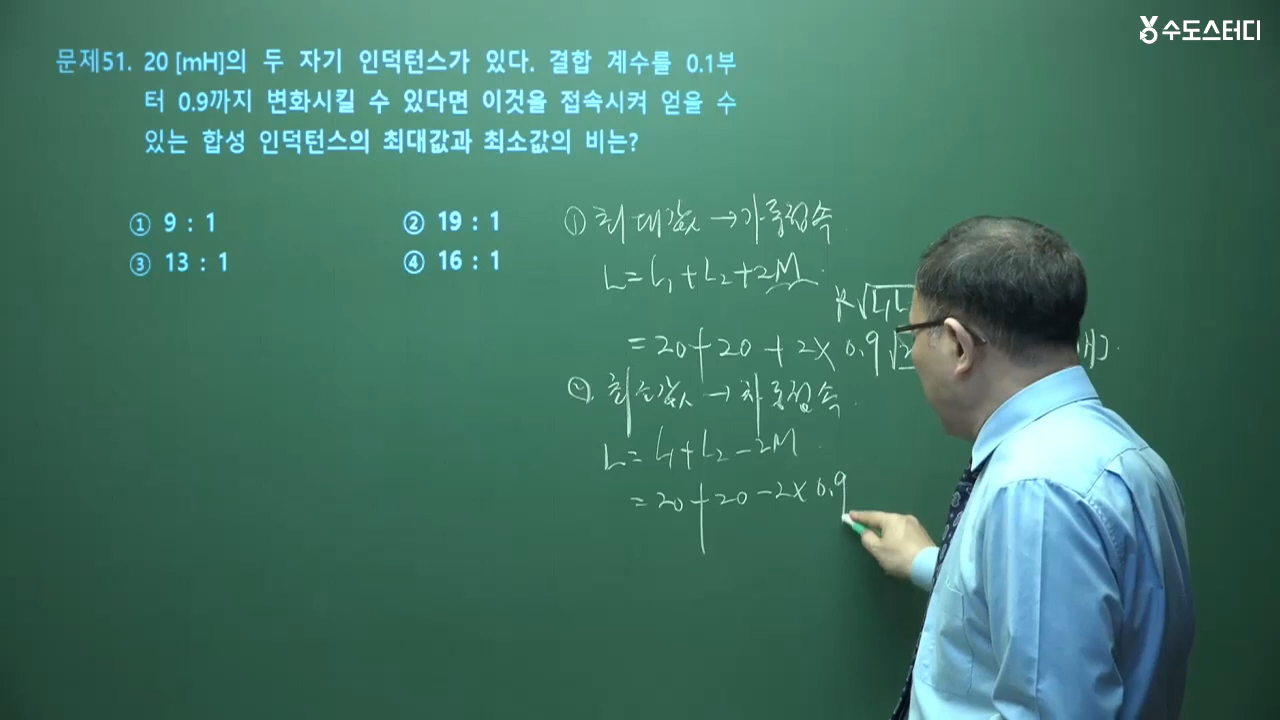 수도스터디
문제51. 20 [mH]의 두 자기 인덕턴스가 있다. 결합 계수를 0.1부
터 0.9까지 변화시킬 수 있다면 이것을 접속시켜 얻을 수
있는 합성 인덕턴스의 최대값과 최소값의 비는?
① 9 : 1
② 19 : 1
③ 13 : 1
④ 16 : 1
① 최대값 → 가동접속
L = L₁ + L₂ + 2M
K√L₁L
= 20 + 20 + 2 × 0.9√2
② 최소값 → 차동접속
L = L₁ + L₂ - 2M
= 20 + 20 - 2 × 0.9